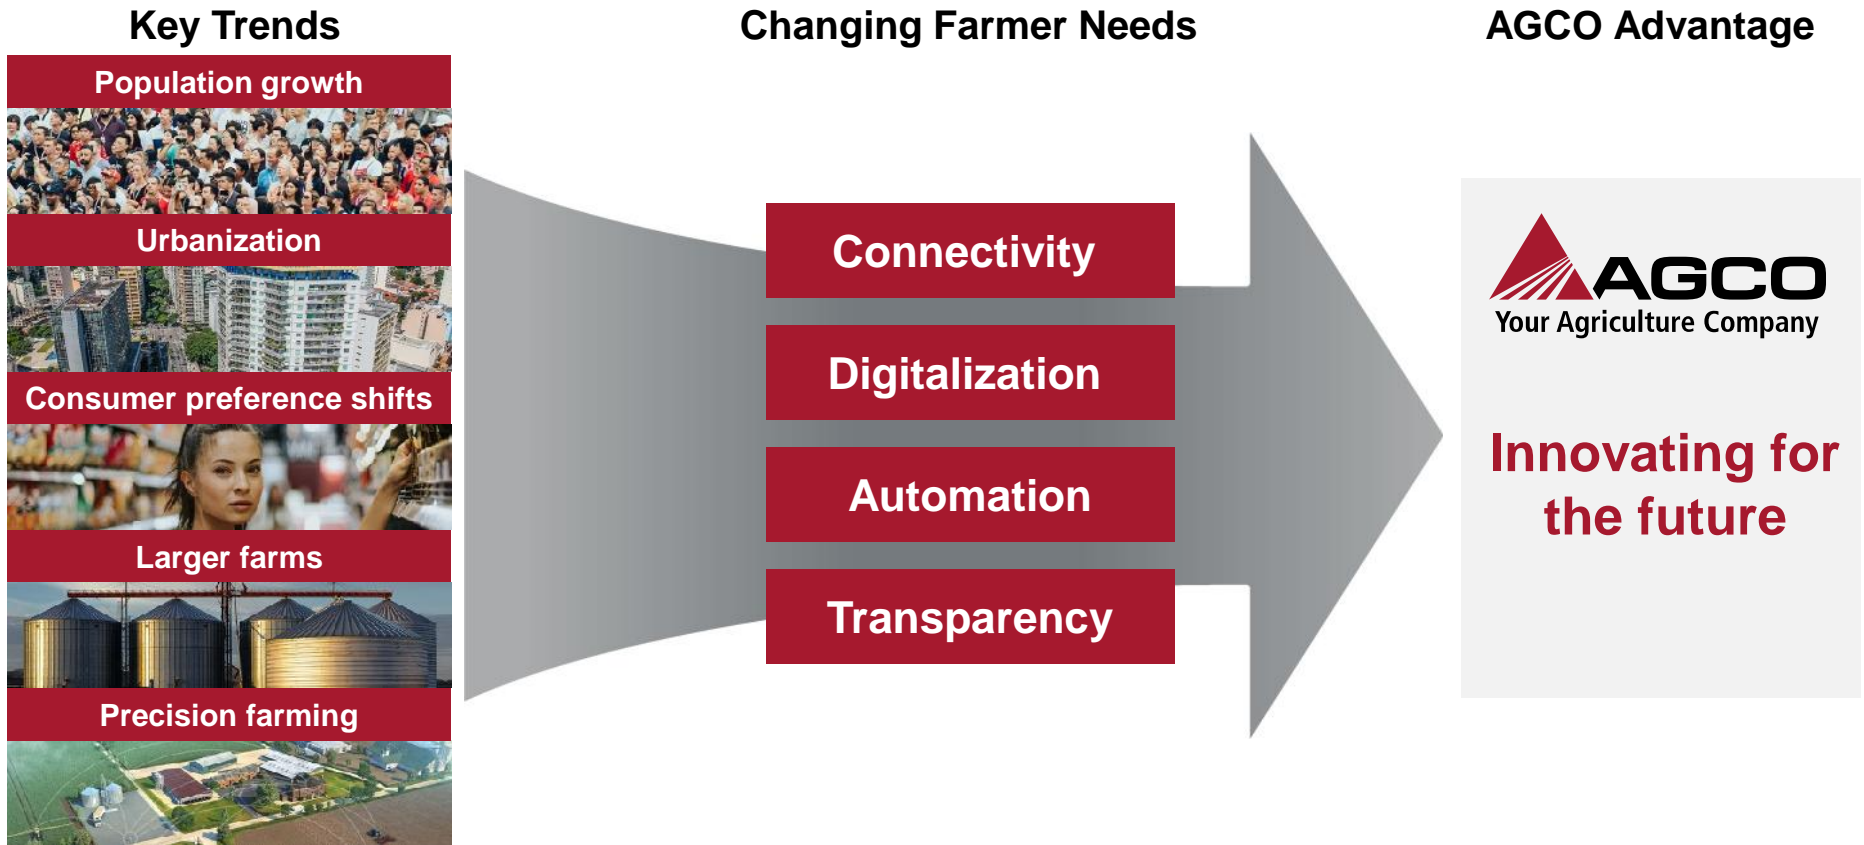 Key Trends
Population growth
Urbanization
Consumer preference shifts
Larger farms
Precision farming
Changing Farmer Needs
Connectivity
Digitalization
Automation
Transparency
AGCO Advantage
AGCO
Your Agriculture Company
Innovating for
the future